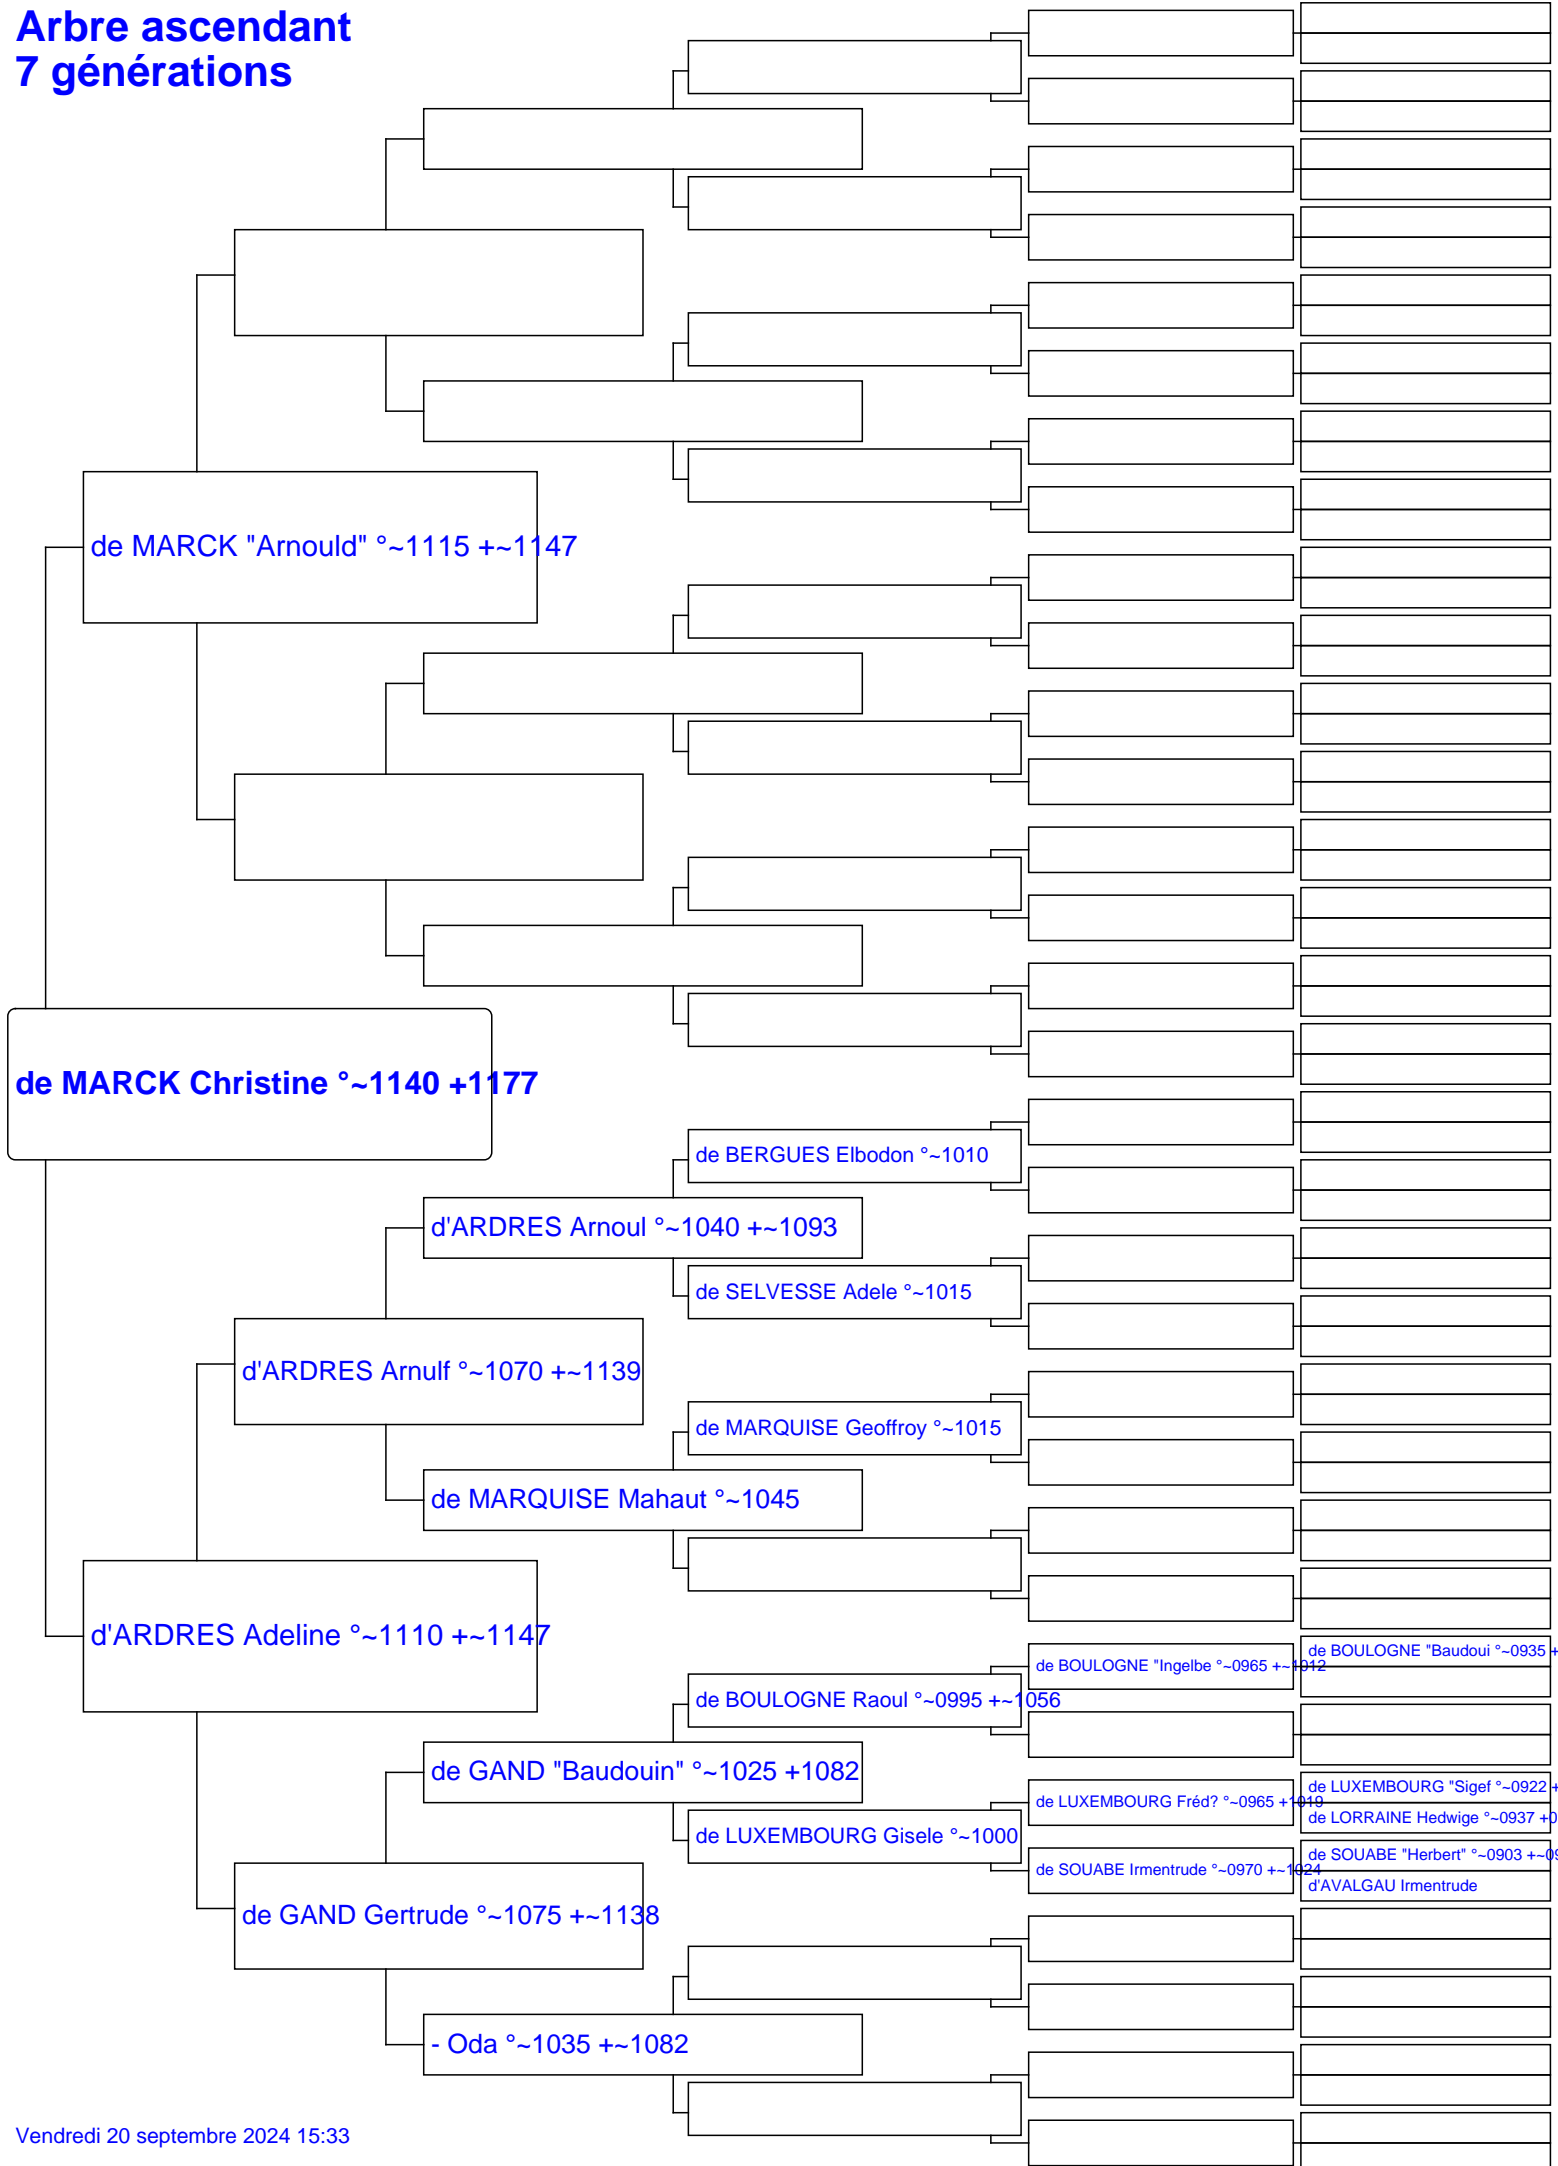 Arbre ascendant
7 générations
de MARCK "Arnould" °~1115 +~1147
de MARCK Christine °~1140 +1177
de BERGUES Elbodon °~1010
d'ARDRES Arnoul °~1040 +~1093
de SELVESSE Adele °~1015
d'ARDRES Arnulf °~1070 +~1139
de MARQUISE Geoffroy °~1015
de MARQUISE Mahaut °~1045
d'ARDRES Adeline °~1110 +~1147
de BOULOGNE "Baudoui °~0935 +
de BOULOGNE "Ingelbe °~0965 +~1012
de BOULOGNE Raoul °~0995 +~1056
de GAND "Baudouin" °~1025 +1082
de LUXEMBOURG "Sigef °~0922 +
de LUXEMBOURG Fréd? °~0965 +1019
de LORRAINE Hedwige °~0937 +0
de LUXEMBOURG Gisele °~1000
de SOUABE "Herbert" °~0903 +~09
de SOUABE Irmentrude °~0970 +~1024
d'AVALGAU Irmentrude
de GAND Gertrude °~1075 +~1138
- Oda °~1035 +~1082
Vendredi 20 septembre 2024 15:33